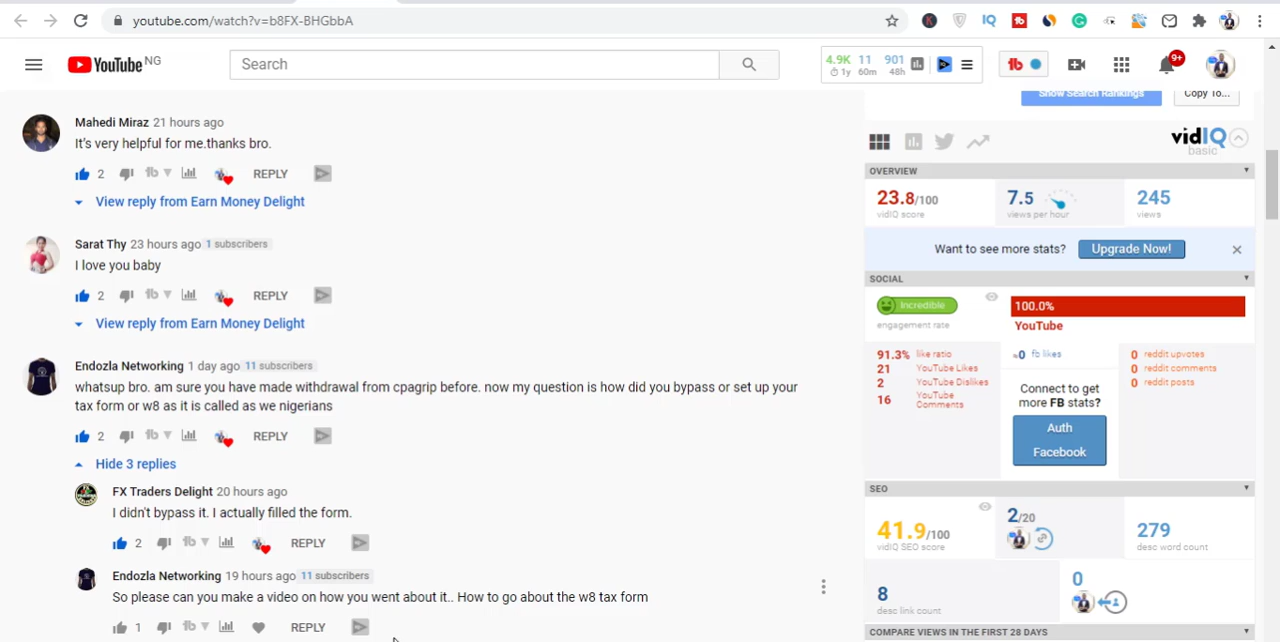 youtube.com/watch?v=b8FX-BHGbbA
YouTube NG
Search
4.9K 11 901
1y 60m 48h
9+
Mahedi Miraz 21 hours ago
It's very helpful for me.thanks bro.
2 REPLY
View reply from Earn Money Delight
Sarat Thy 23 hours ago 1 subscribers
I love you baby
2 REPLY
View reply from Earn Money Delight
Endozla Networking 1 day ago 11 subscribers
whatsup bro. am sure you have made withdrawal from cpagrip before. now my question is how did you bypass or set up your
tax form or w8 as it is called as we nigerians
2 REPLY
Hide 3 replies
FX Traders Delight 20 hours ago
I didn't bypass it. I actually filled the form.
2 REPLY
Endozla Networking 19 hours ago 11 subscribers
So please can you make a video on how you went about it.. How to go about the w8 tax form
1 REPLY
Show Search Rankings Copy To...
vidIQ
basic
OVERVIEW
23.8/100
vidIQ score
7.5
views per hour
245
views
Want to see more stats? Upgrade Now!
SOCIAL
Incredible
engagement rate
100.0%
YouTube
91.3% like ratio
21 YouTube Likes
2 YouTube Dislikes
16 YouTube
Comments
≈0 fb likes
Connect to get
more FB stats?
Auth
Facebook
0 reddit upvotes
0 reddit comments
0 reddit posts
SEO
41.9/100
vidIQ SEO score
2/20
279
desc word count
8
desc link count
0
COMPARE VIEWS IN THE FIRST 28 DAYS